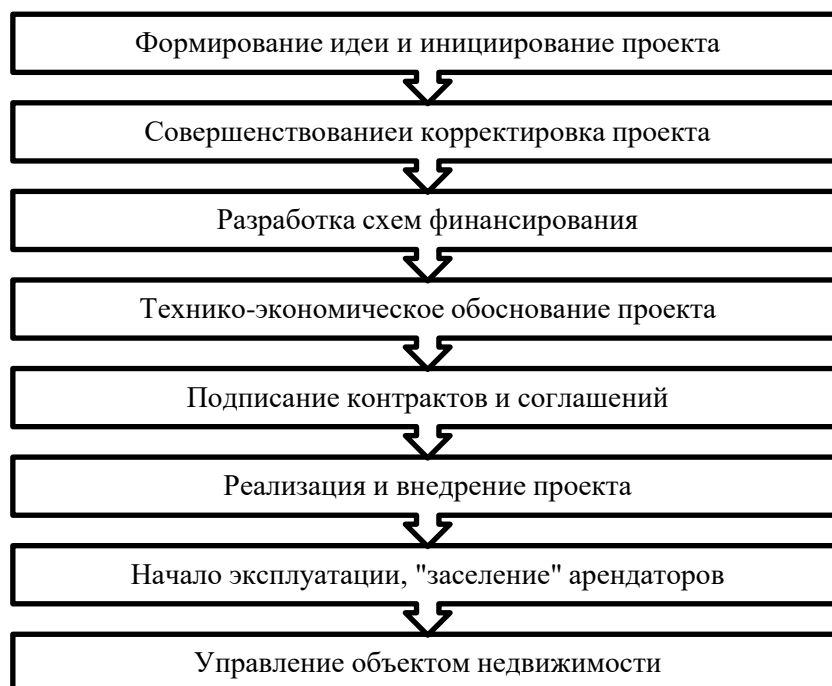 Формирование идеи и инициирование проекта
Совершенствованиеи корректировка проекта
Разработка схем финансирования
Технико-экономическое обоснование проекта
Подписание контрактов и соглашений
Реализация и внедрение проекта
Начало эксплуатации, "заселение" арендаторов
Управление объектом недвижимости